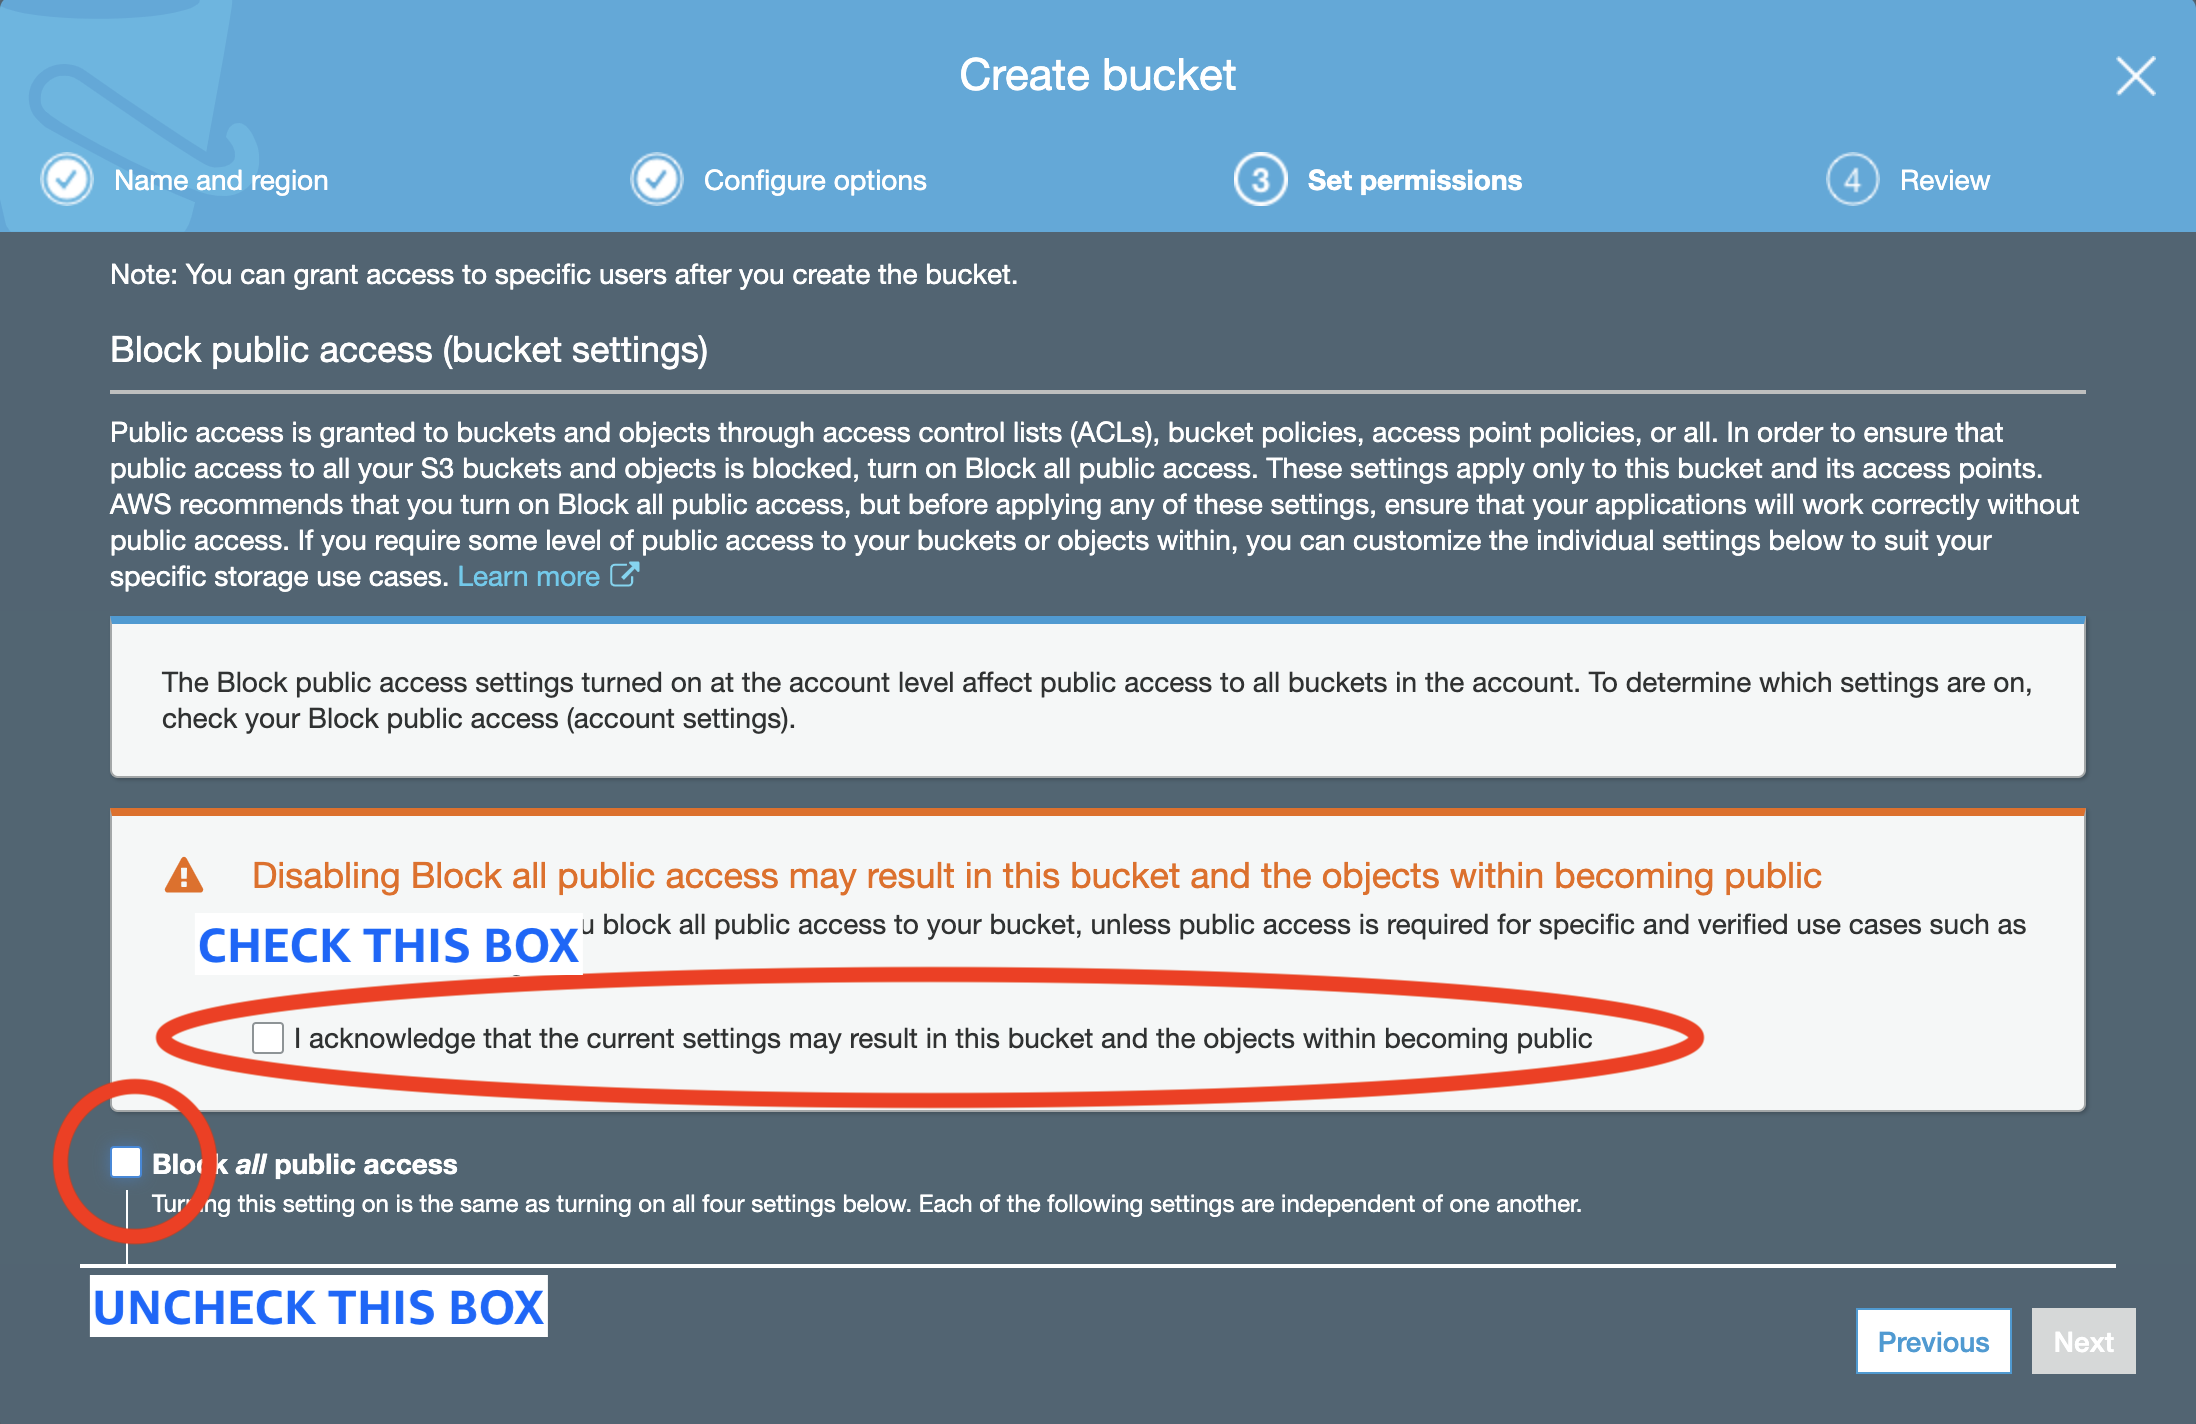 Create bucket
Name and region
Configure options
3 Set permissions
4 Review
Note: You can grant access to specific users after you create the bucket.
Block public access (bucket settings)
Public access is granted to buckets and objects through access control lists (ACLs), bucket policies, access point policies, or all. In order to ensure that
public access to all your S3 buckets and objects is blocked, turn on Block all public access. These settings apply only to this bucket and its access points.
AWS recommends that you turn on Block all public access, but before applying any of these settings, ensure that your applications will work correctly without
public access. If you require some level of public access to your buckets or objects within, you can customize the individual settings below to suit your
specific storage use cases. Learn more
The Block public access settings turned on at the account level affect public access to all buckets in the account. To determine which settings are on,
check your Block public access (account settings).
Disabling Block all public access may result in this bucket and the objects within becoming public
block all public access to your bucket, unless public access is required for specific and verified use cases such as
CHECK THIS BOX
I acknowledge that the current settings may result in this bucket and the objects within becoming public
Block all public access
Turning this setting on is the same as turning on all four settings below. Each of the following settings are independent of one another.
UNCHECK THIS BOX
Previous
Next